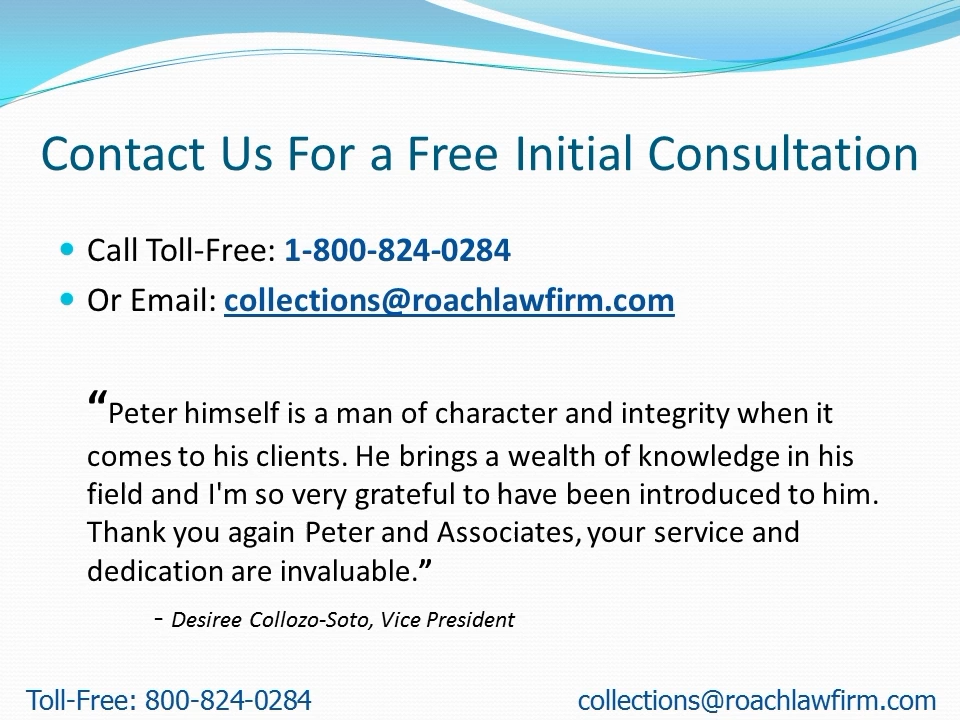 Contact Us For a Free Initial Consultation
• Call Toll-Free: 1-800-824-0284
• Or Email: collections@roachlawfirm.com
“Peter himself is a man of character and integrity when it
comes to his clients. He brings a wealth of knowledge in his
field and I'm so very grateful to have been introduced to him.
Thank you again Peter and Associates, your service and
dedication are invaluable.”
- Desiree Collozo-Soto, Vice President
Toll-Free: 800-824-0284
collections@roachlawfirm.com